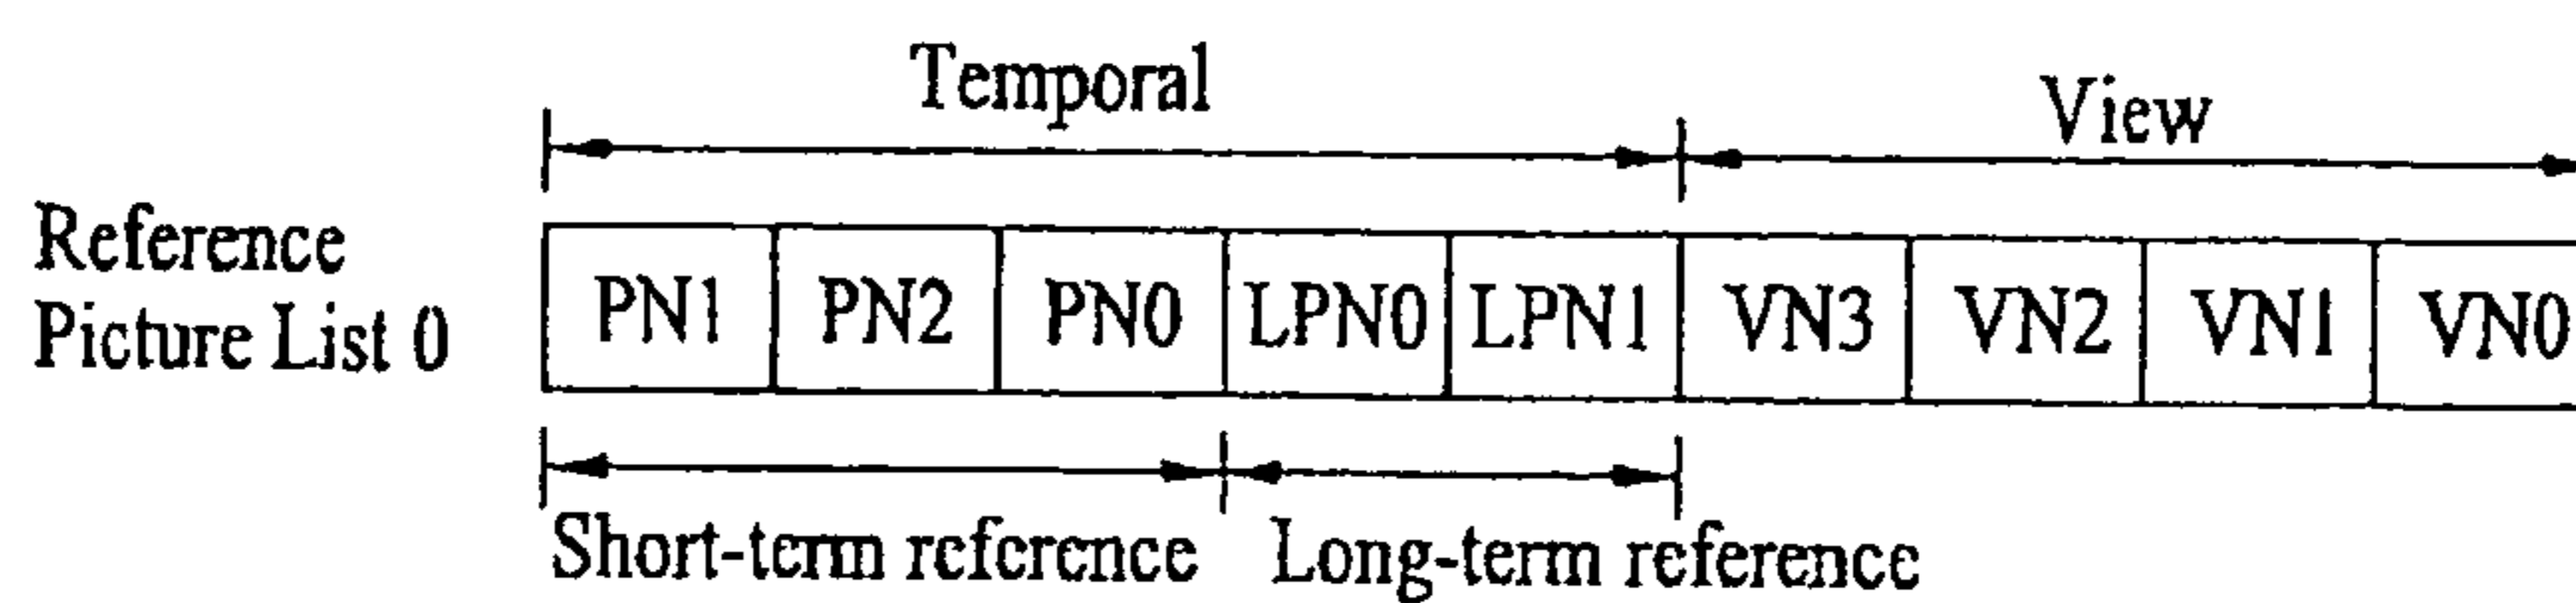 Temporal
View
Reference
Picture List 0
PN1 PN2 PN0 LPN0 LPN1 VN3 VN2 VN1 VN0
Short-term reference Long-term reference